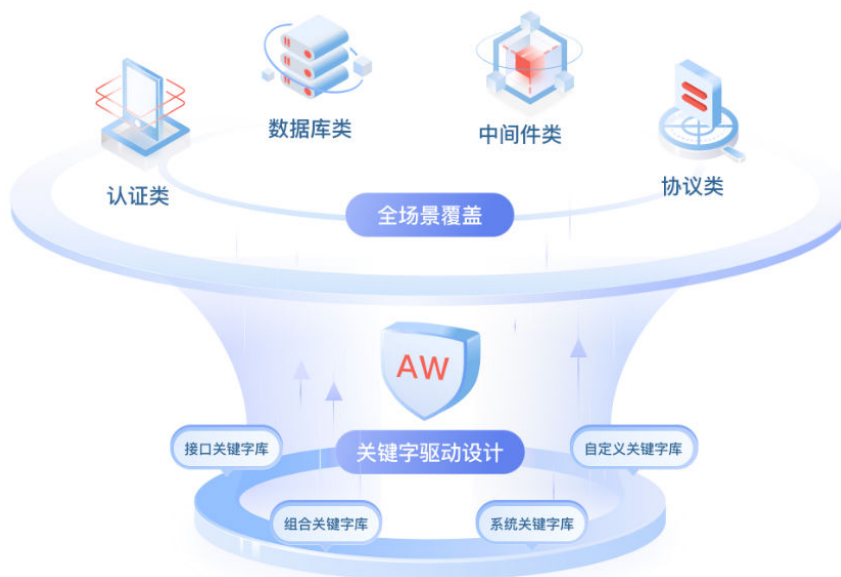 数据库类
中间件类
认证类
协议类
全场景覆盖
AW
接口关键字库
关键字驱动设计
自定义关键字库
组合关键字库
系统关键字库